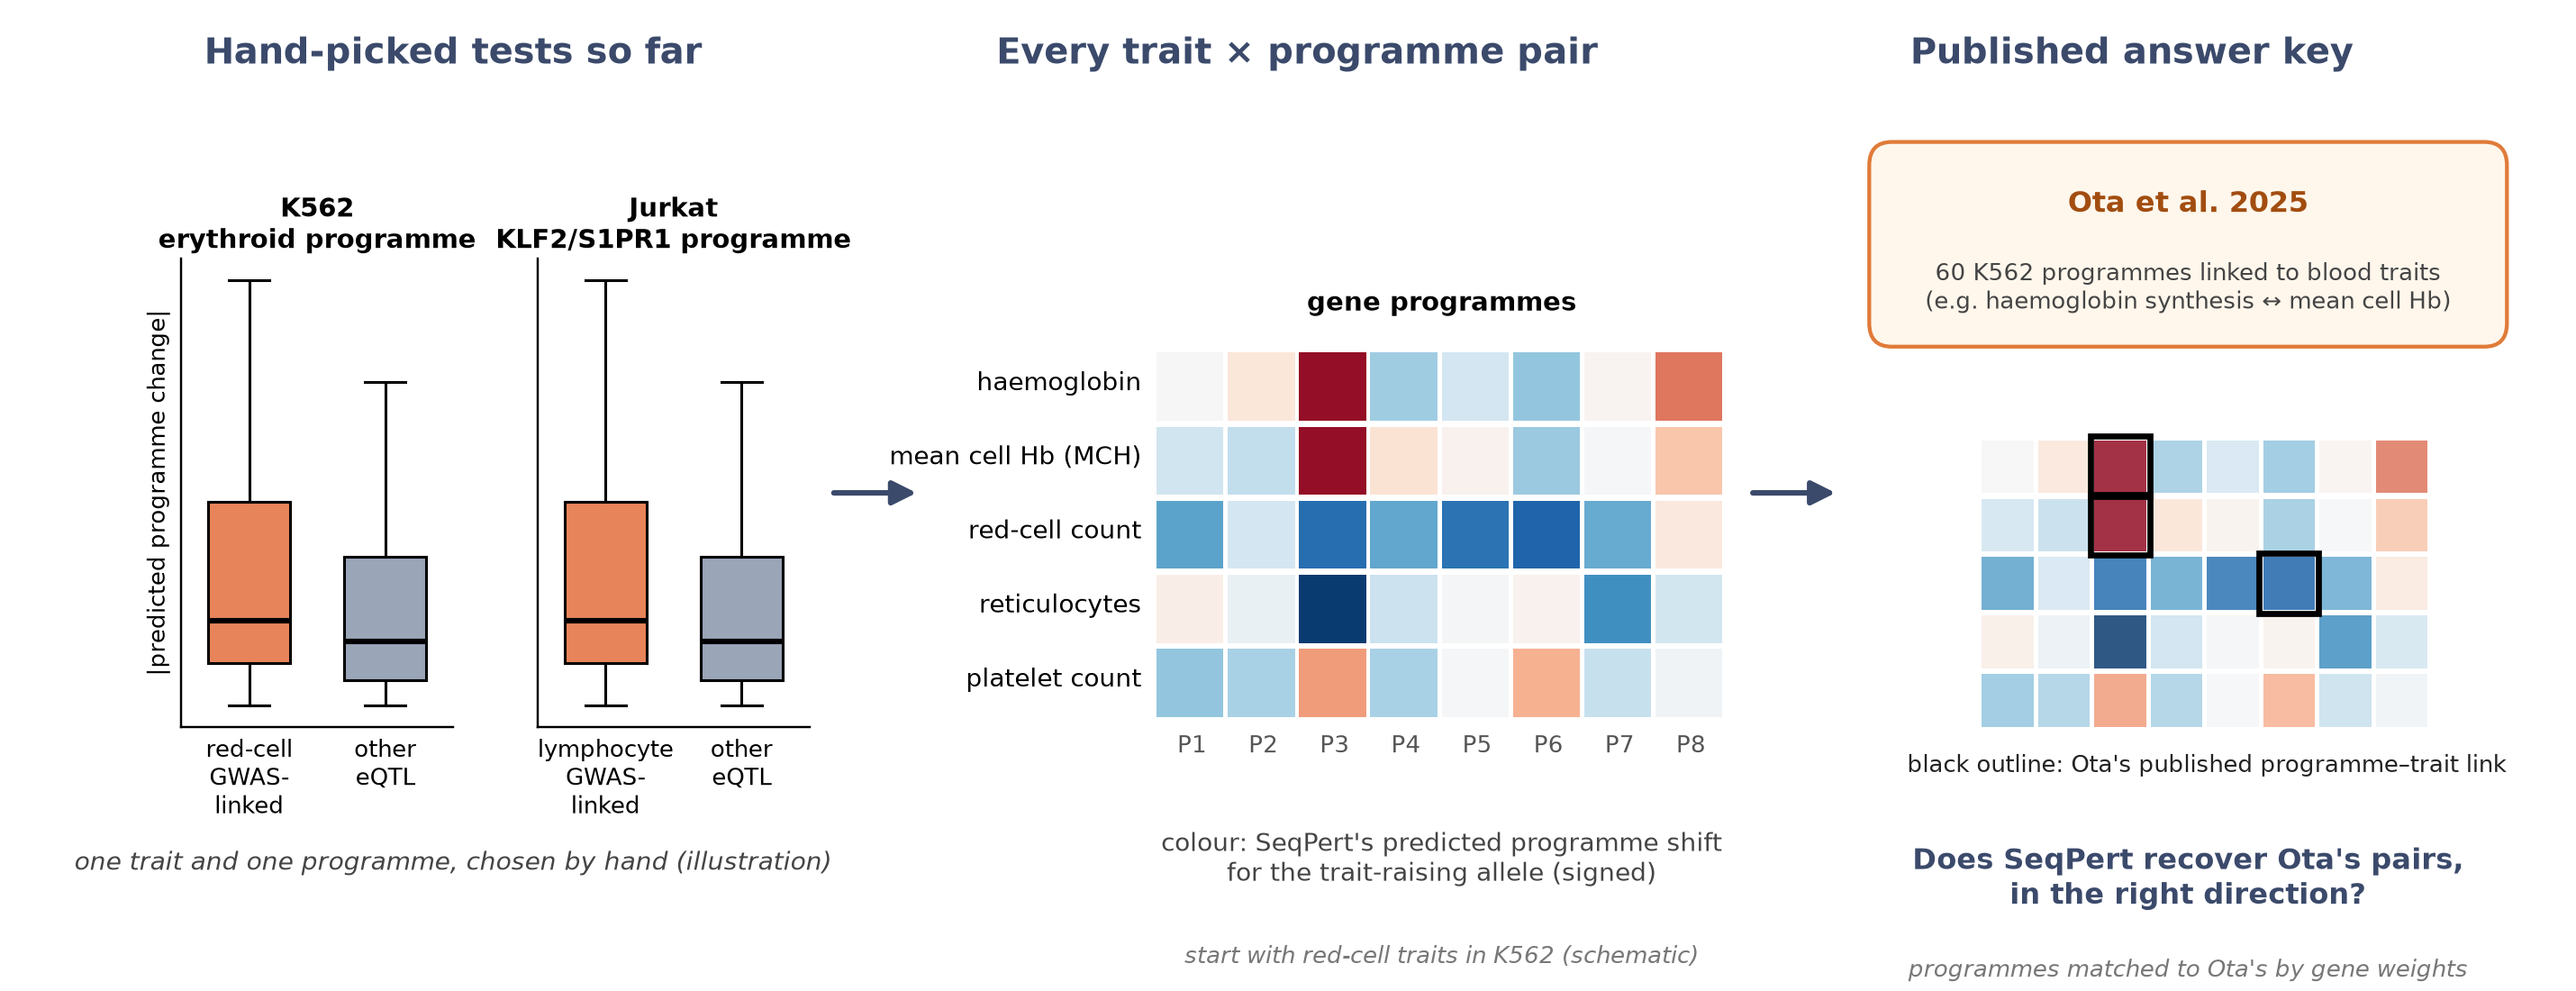 Hand-picked tests so far
K562
erythroid programme
Jurkat
KLF2/S1PR1 programme
|predicted programme change|
red-cell
GWAS-
linked
other
eQTL
lymphocyte
GWAS-
linked
other
eQTL
one trait and one programme, chosen by hand (illustration)
Every trait × programme pair
gene programmes
haemoglobin
mean cell Hb (MCH)
red-cell count
reticulocytes
platelet count
P1 P2 P3 P4 P5 P6 P7 P8
colour: SeqPert's predicted programme shift
for the trait-raising allele (signed)
start with red-cell traits in K562 (schematic)
Published answer key
Ota et al. 2025
60 K562 programmes linked to blood traits
(e.g. haemoglobin synthesis ↔ mean cell Hb)
black outline: Ota's published programme–trait link
Does SeqPert recover Ota's pairs,
in the right direction?
programmes matched to Ota's by gene weights